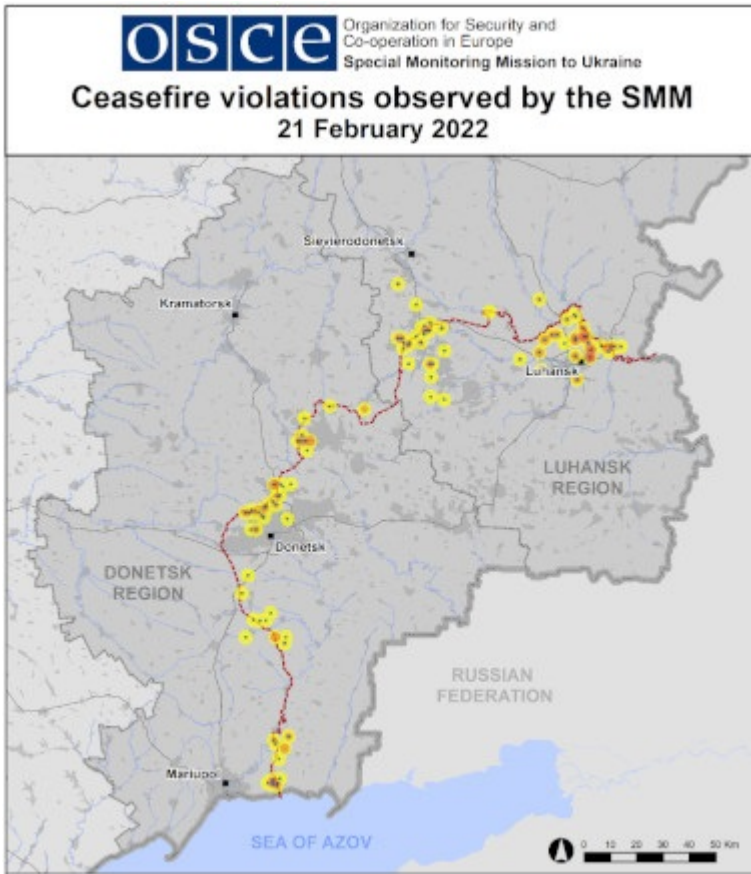 osce
Organization for Security and
Co-operation in Europe
Special Monitoring Mission to Ukraine
Ceasefire violations observed by the SMM
21 February 2022
Sievierodonetsk
Kramatorsk
Luhansk
LUHANSK
REGION
Donetsk
DONETSK
REGION
RUSSIAN
FEDERATION
Mariupol
SEA OF AZOV
0 10 20 30 40 50 Km